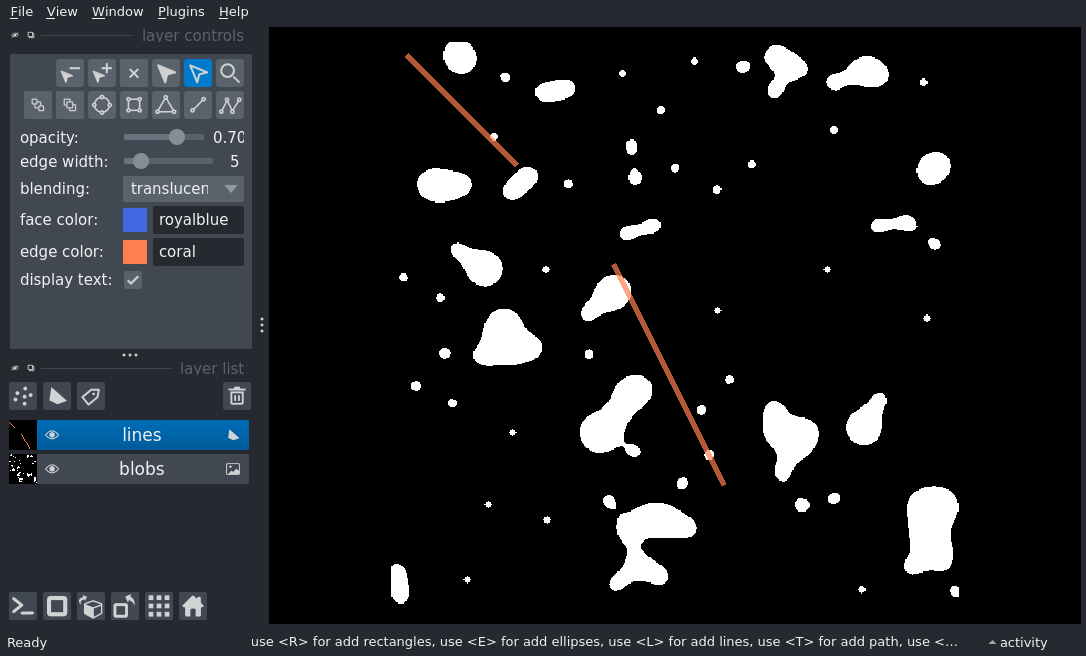 File View Window Plugins Help
layer controls
opacity: 0.70
edge width: 5
blending: translucen
face color: royalblue
edge color: coral
display text:
layer list
lines
blobs
Ready use <R> for add rectangles, use <E> for add ellipses, use <L> for add lines, use <T> for add path, use <... activity